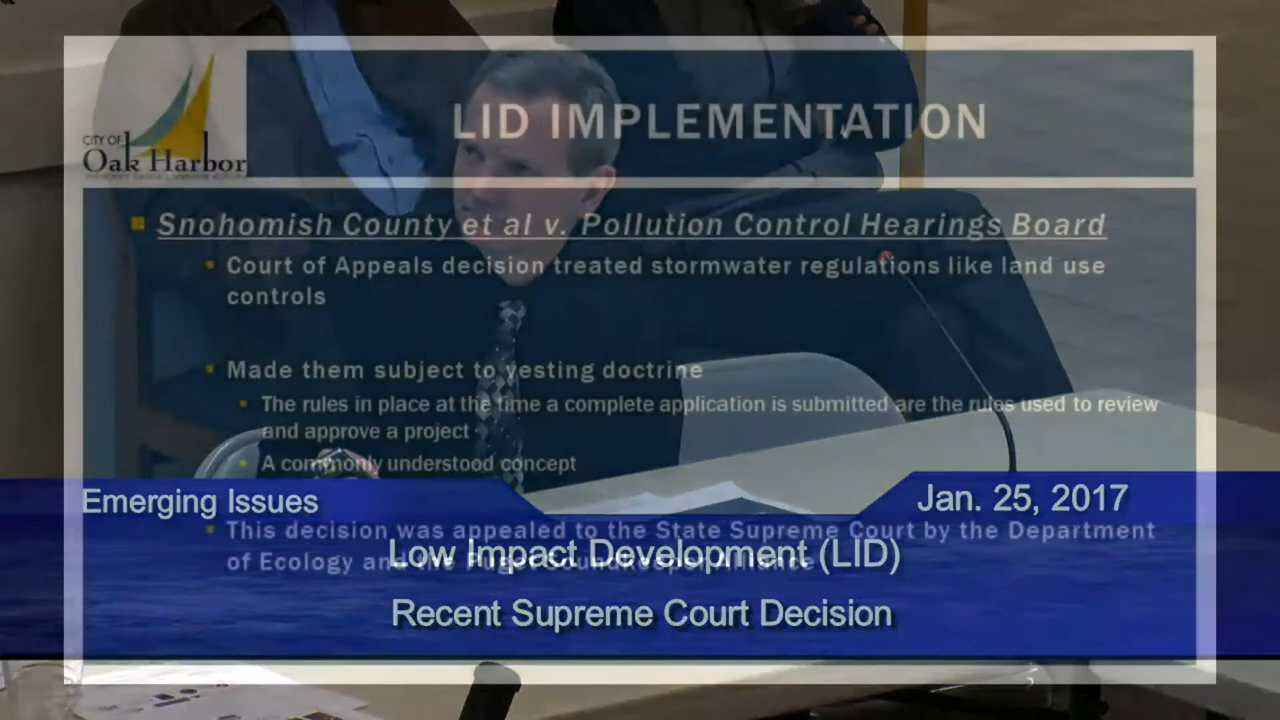 CITY OF
Oak Harbor
LID IMPLEMENTATION
Snohomish County et al v. Pollution Control Hearings Board
Court of Appeals decision treated stormwater regulations like land use
controls
Made them subject to vesting doctrine
The rules in place at the time a complete application is submitted are the rules used to review
and approve a project
A commonly understood concept
Emerging Issues
Jan. 25, 2017
This decision was appealed to the State Supreme Court by the Department
of Ecology and the Puget Soundkeeper Alliance
Low Impact Development (LID)
Recent Supreme Court Decision